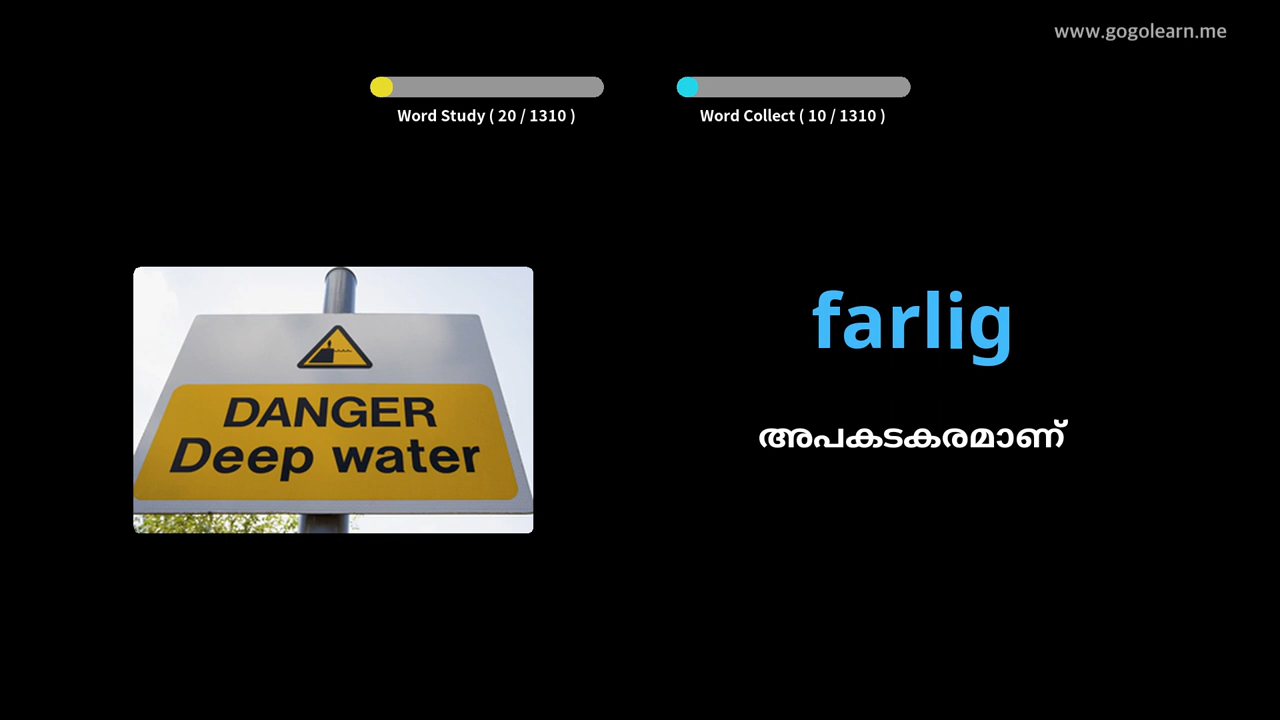 www.gogolearn.me
Word Study ( 20 / 1310 )
Word Collect ( 10 / 1310 )
DANGER
Deep water
farlig
അപകടകരമാണ്